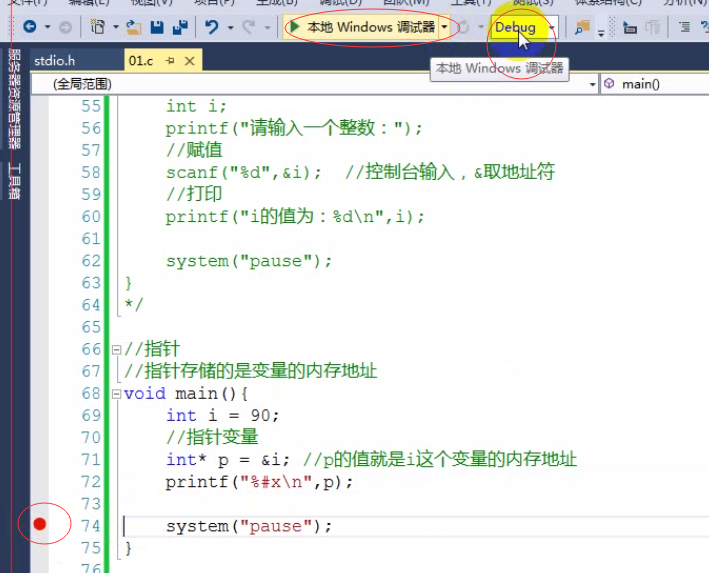 本地 Windows 调试器
Debug
stdio.h
01.c
本地 Windows 调试器
(全局范围)
main()
服务器资源管理器
工具箱
55 int i;
56 printf("请输入一个整数：");
57 //赋值
58 scanf("%d",&i); //控制台输入，&取地址符
59 //打印
60 printf("i的值为：%d\n",i);
61
62 system("pause");
63 }
64 */
65
66 //指针
67 //指针存储的是变量的内存地址
68 void main(){
69 int i = 90;
70 //指针变量
71 int* p = &i; //p的值就是i这个变量的内存地址
72 printf("%#x\n",p);
73
74 system("pause");
75 }
76